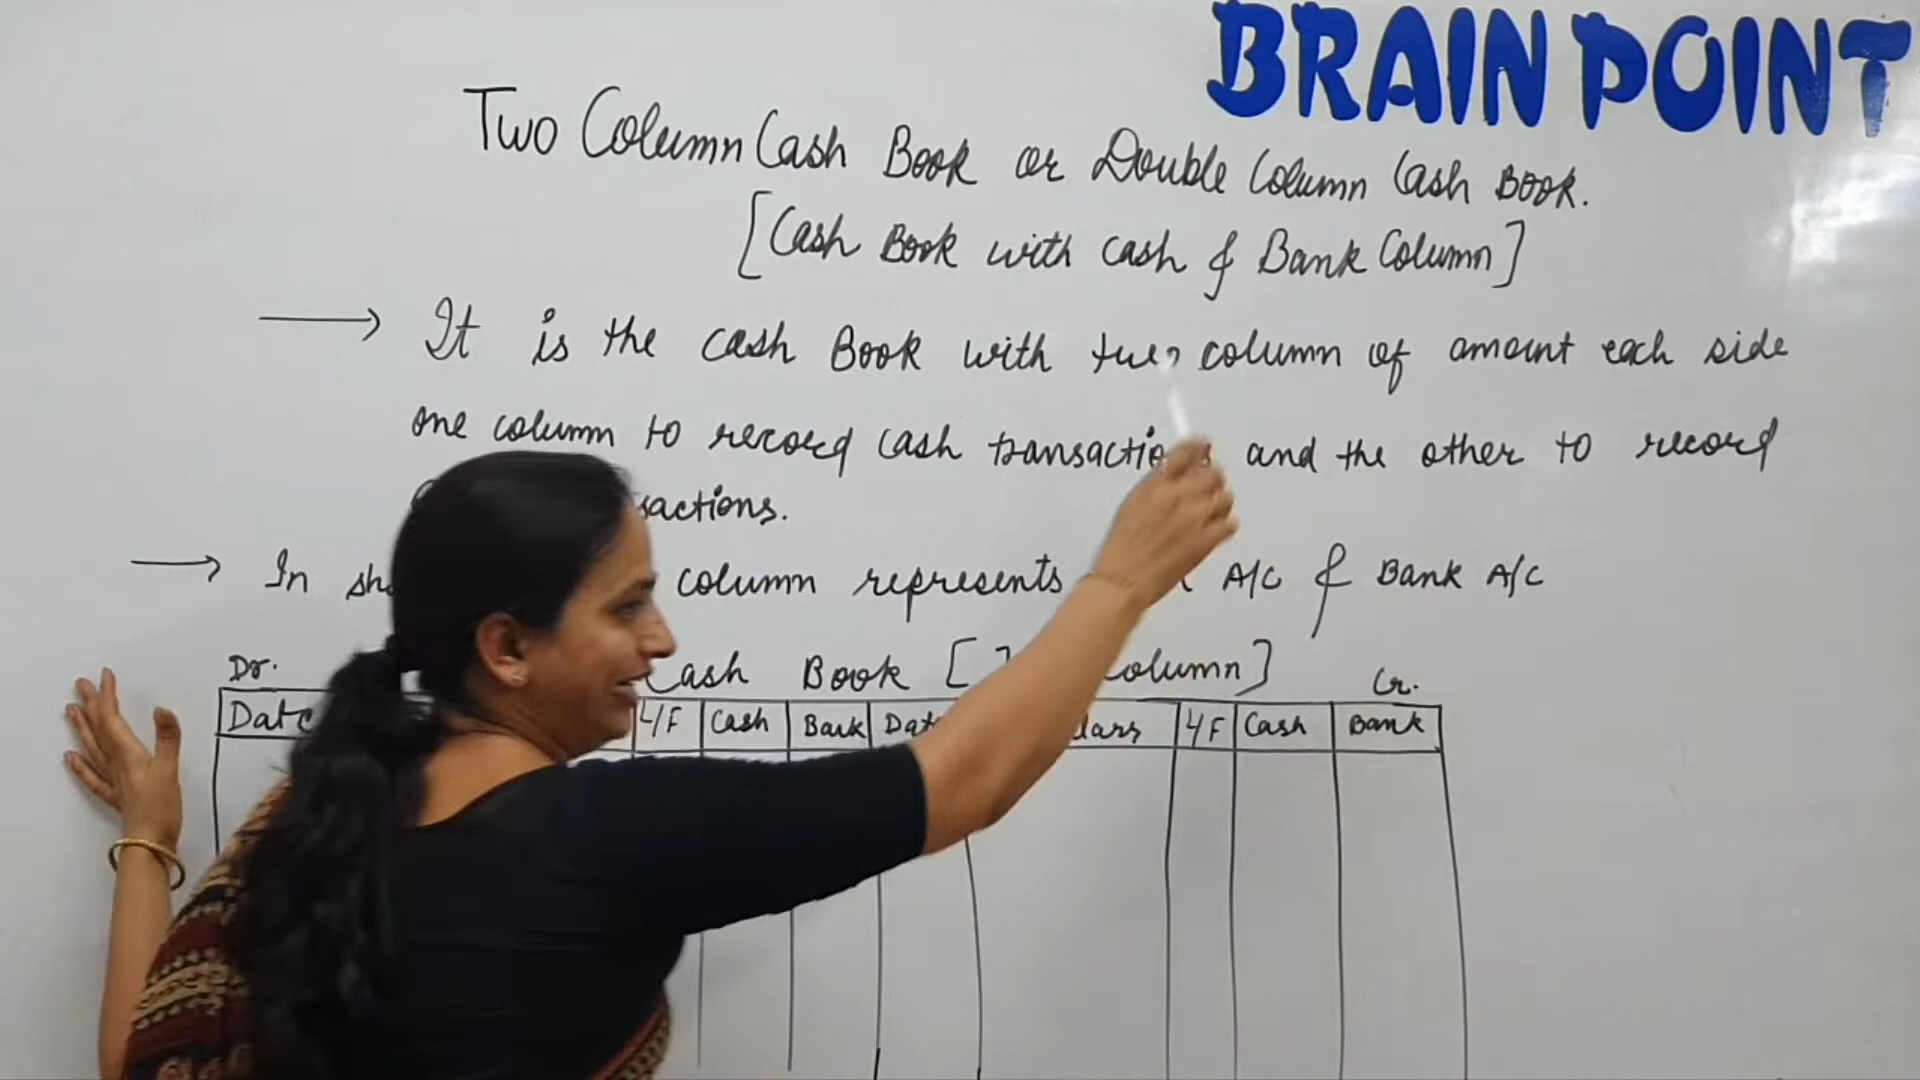 BRAIN POINT
Two Column Cash Book or Double Column Cash Book.
[Cash Book with cash & Bank Column]
→ It is the cash Book with two column of amount each side
one column to record cash transactions and the other to record
sactions.
→ In sh column represents A/C & Bank A/C
Dr. Cash Book [ Column] Cr.
Date L/F Cash Bank Dat lars L/F Cash Bank